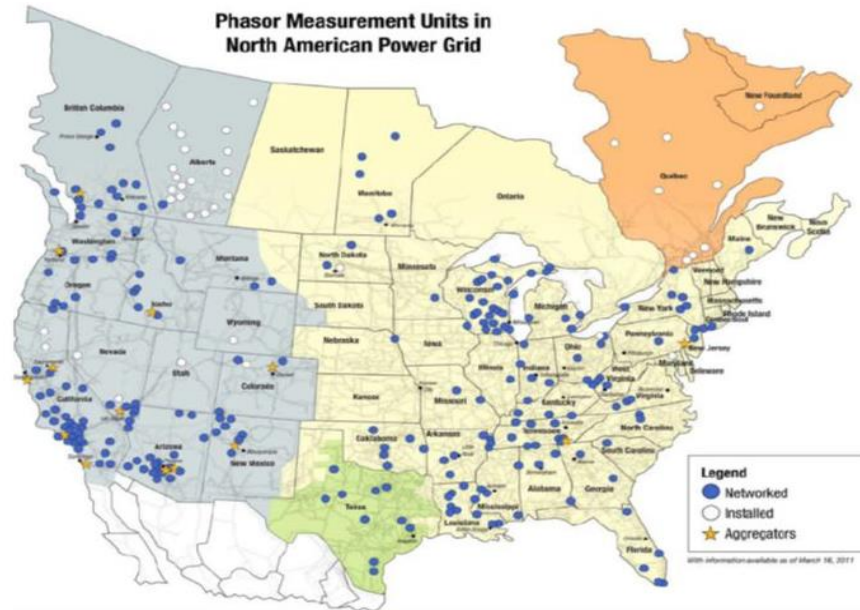 Phasor Measurement Units in
North American Power Grid
British Columbia
Alberta
Saskatchewan
Manitoba
Ontario
Quebec
New Foundland
New
Brunswick
Nova
Scotia
Maine
Washington
Montana
North Dakota
Minnesota
Vermont
New Hampshire
Massachusetts
Rhode Island
Oregon
Idaho
Wyoming
South Dakota
Wisconsin
Michigan
New York
Nebraska
Iowa
Pennsylvania
New Jersey
Nevada
Utah
Colorado
Illinois
Indiana
Ohio
West
Virginia
Maryland
Delaware
California
Kansas
Missouri
Kentucky
Virginia
Arizona
New Mexico
Oklahoma
Arkansas
Tennessee
North Carolina
South Carolina
Texas
Louisiana
Mississippi
Alabama
Georgia
Florida
Legend
Networked
Installed
Aggregators
With information available as of March 16, 2011